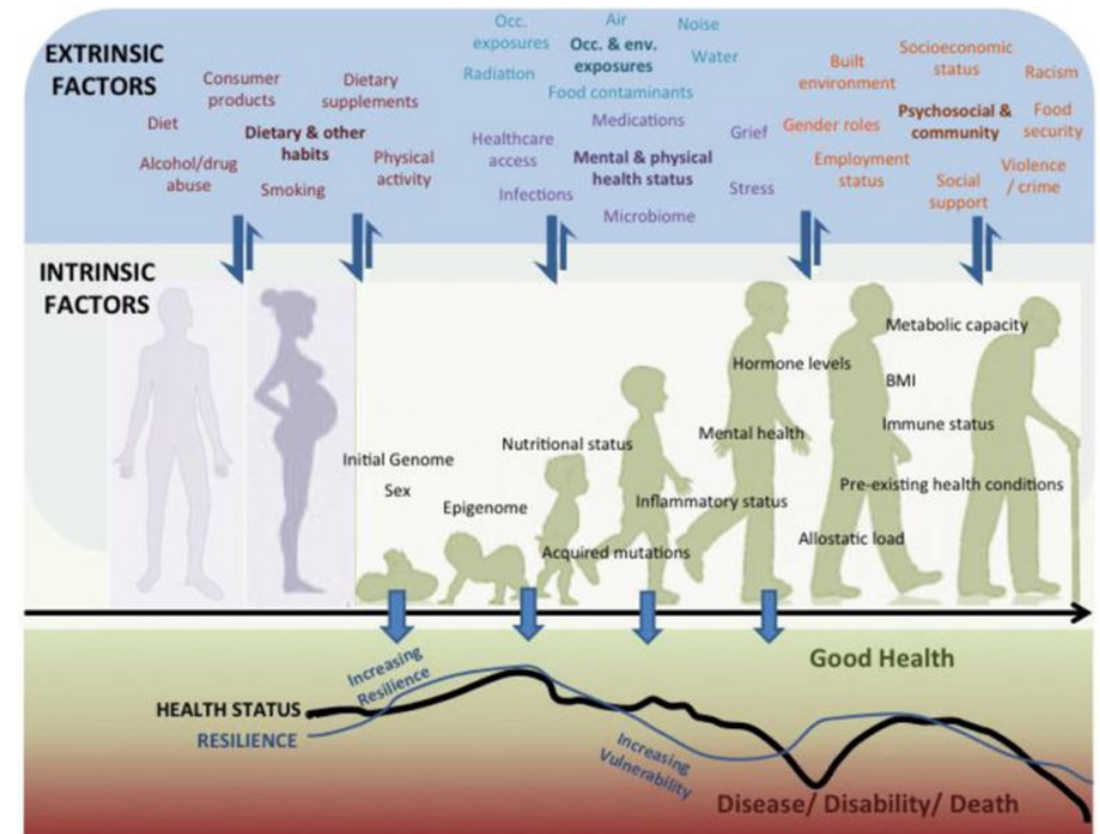 EXTRINSIC
FACTORS
Consumer
products
Dietary
supplements
Diet
Dietary & other
habits
Alcohol/drug
abuse
Smoking
Physical
activity
Occ.
exposures
Air
Noise
Occ. & env.
exposures
Radiation
Water
Food contaminants
Medications
Healthcare
access
Mental & physical
health status
Grief
Infections
Stress
Microbiome
Built
environment
Socioeconomic
status
Racism
Gender roles
Psychosocial &
community
Food
security
Employment
status
Social
support
Violence
/ crime
INTRINSIC
FACTORS
Initial Genome
Sex
Epigenome
Nutritional status
Acquired mutations
Inflammatory status
Mental health
Hormone levels
Metabolic capacity
BMI
Immune status
Pre-existing health conditions
Allostatic load
Good Health
Increasing
Resilience
HEALTH STATUS
RESILIENCE
Increasing
Vulnerability
Disease/ Disability/ Death